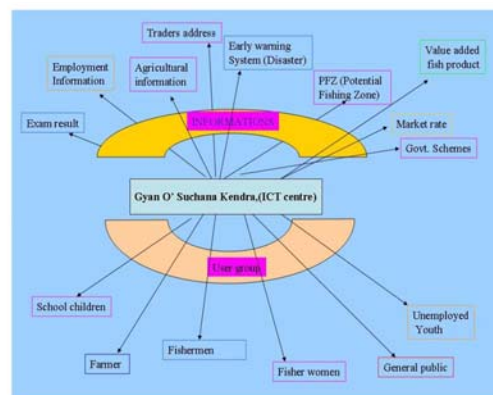 Traders address
Early warning
System (Disaster)
Value added
fish product
Employment
Information
Agricultural
information
PFZ (Potential
Fishing Zone)
Exam result
INFORMATIONS
Market rate
Govt. Schemes
Gyan O' Suchana Kendra,(ICT centre)
User group
School children
Unemployed
Youth
Fishermen
Farmer
Fisher women
General public